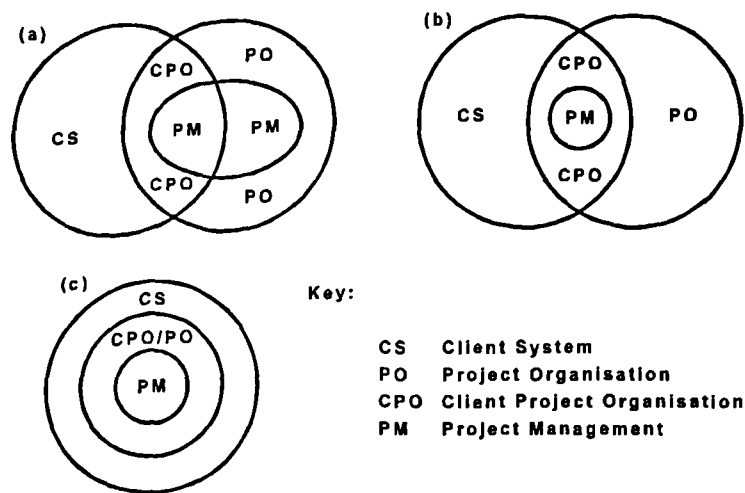 (a)
CS
CPO
PO
PM
PM
CPO
PO
(b)
CS
CPO
PM
PO
CPO
(c)
CS
CPO/PO
PM
Key:
CS Client System
PO Project Organisation
CPO Client Project Organisation
PM Project Management